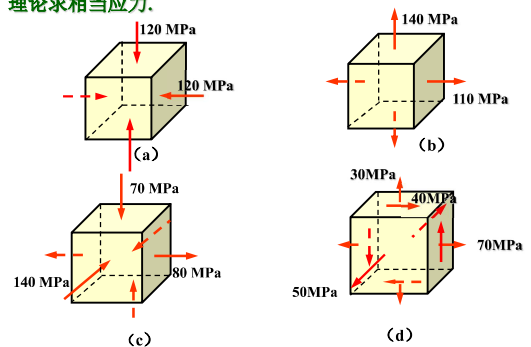 理论求相当应力.
120 MPa
120 MPa
(a)
140 MPa
110 MPa
(b)
70 MPa
140 MPa
80 MPa
(c)
30MPa
40MPa
70MPa
50MPa
(d)